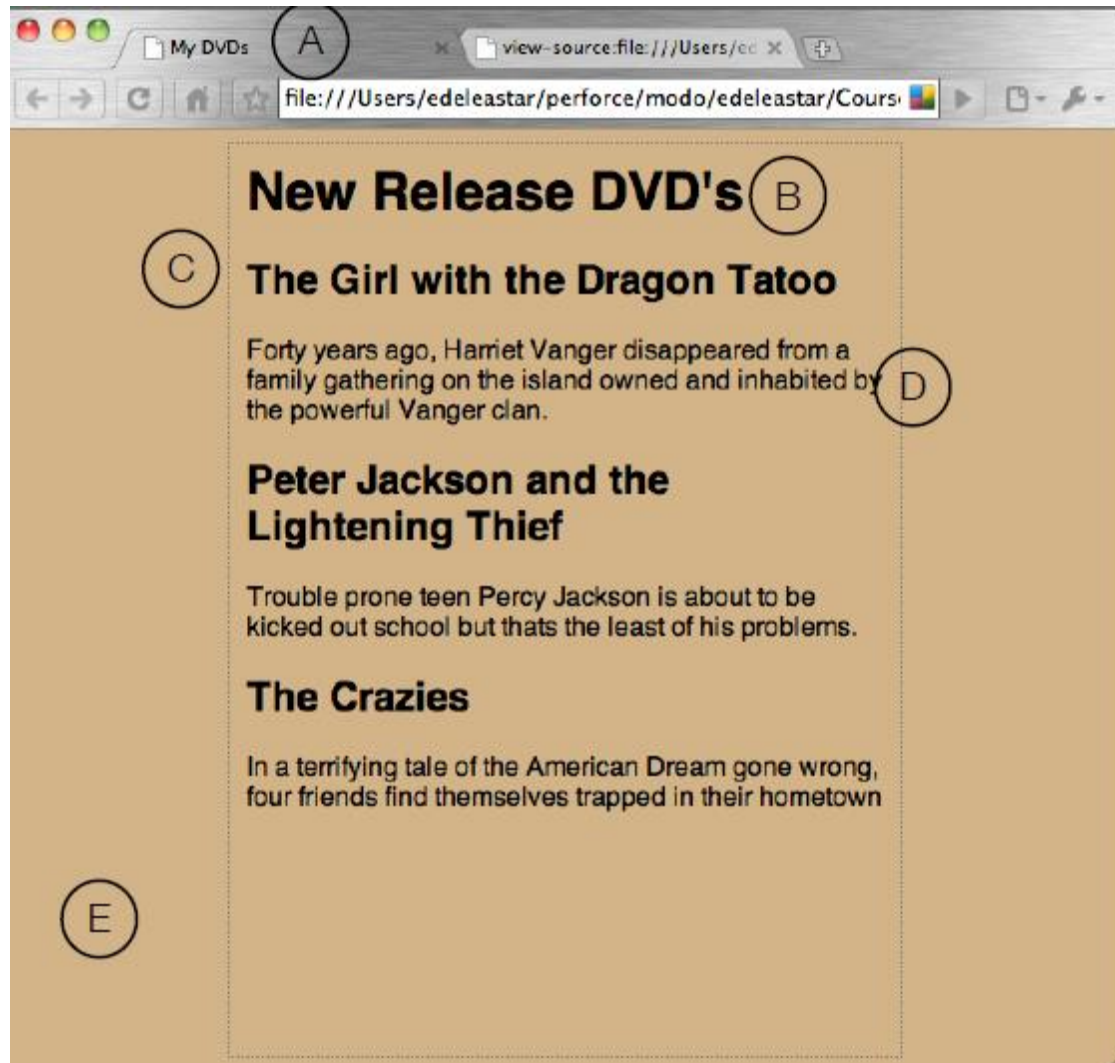 My DVDs
A
view-source:file:///Users/ed
file:///Users/edeleastar/perforce/modo/edeleastar/Cours
New Release DVD's
B
C
The Girl with the Dragon Tatoo
Forty years ago, Harriet Vanger disappeared from a
family gathering on the island owned and inhabited by
D
the powerful Vanger clan.
Peter Jackson and the
Lightening Thief
Trouble prone teen Percy Jackson is about to be
kicked out school but thats the least of his problems.
The Crazies
In a terrifying tale of the American Dream gone wrong,
four friends find themselves trapped in their hometown
E